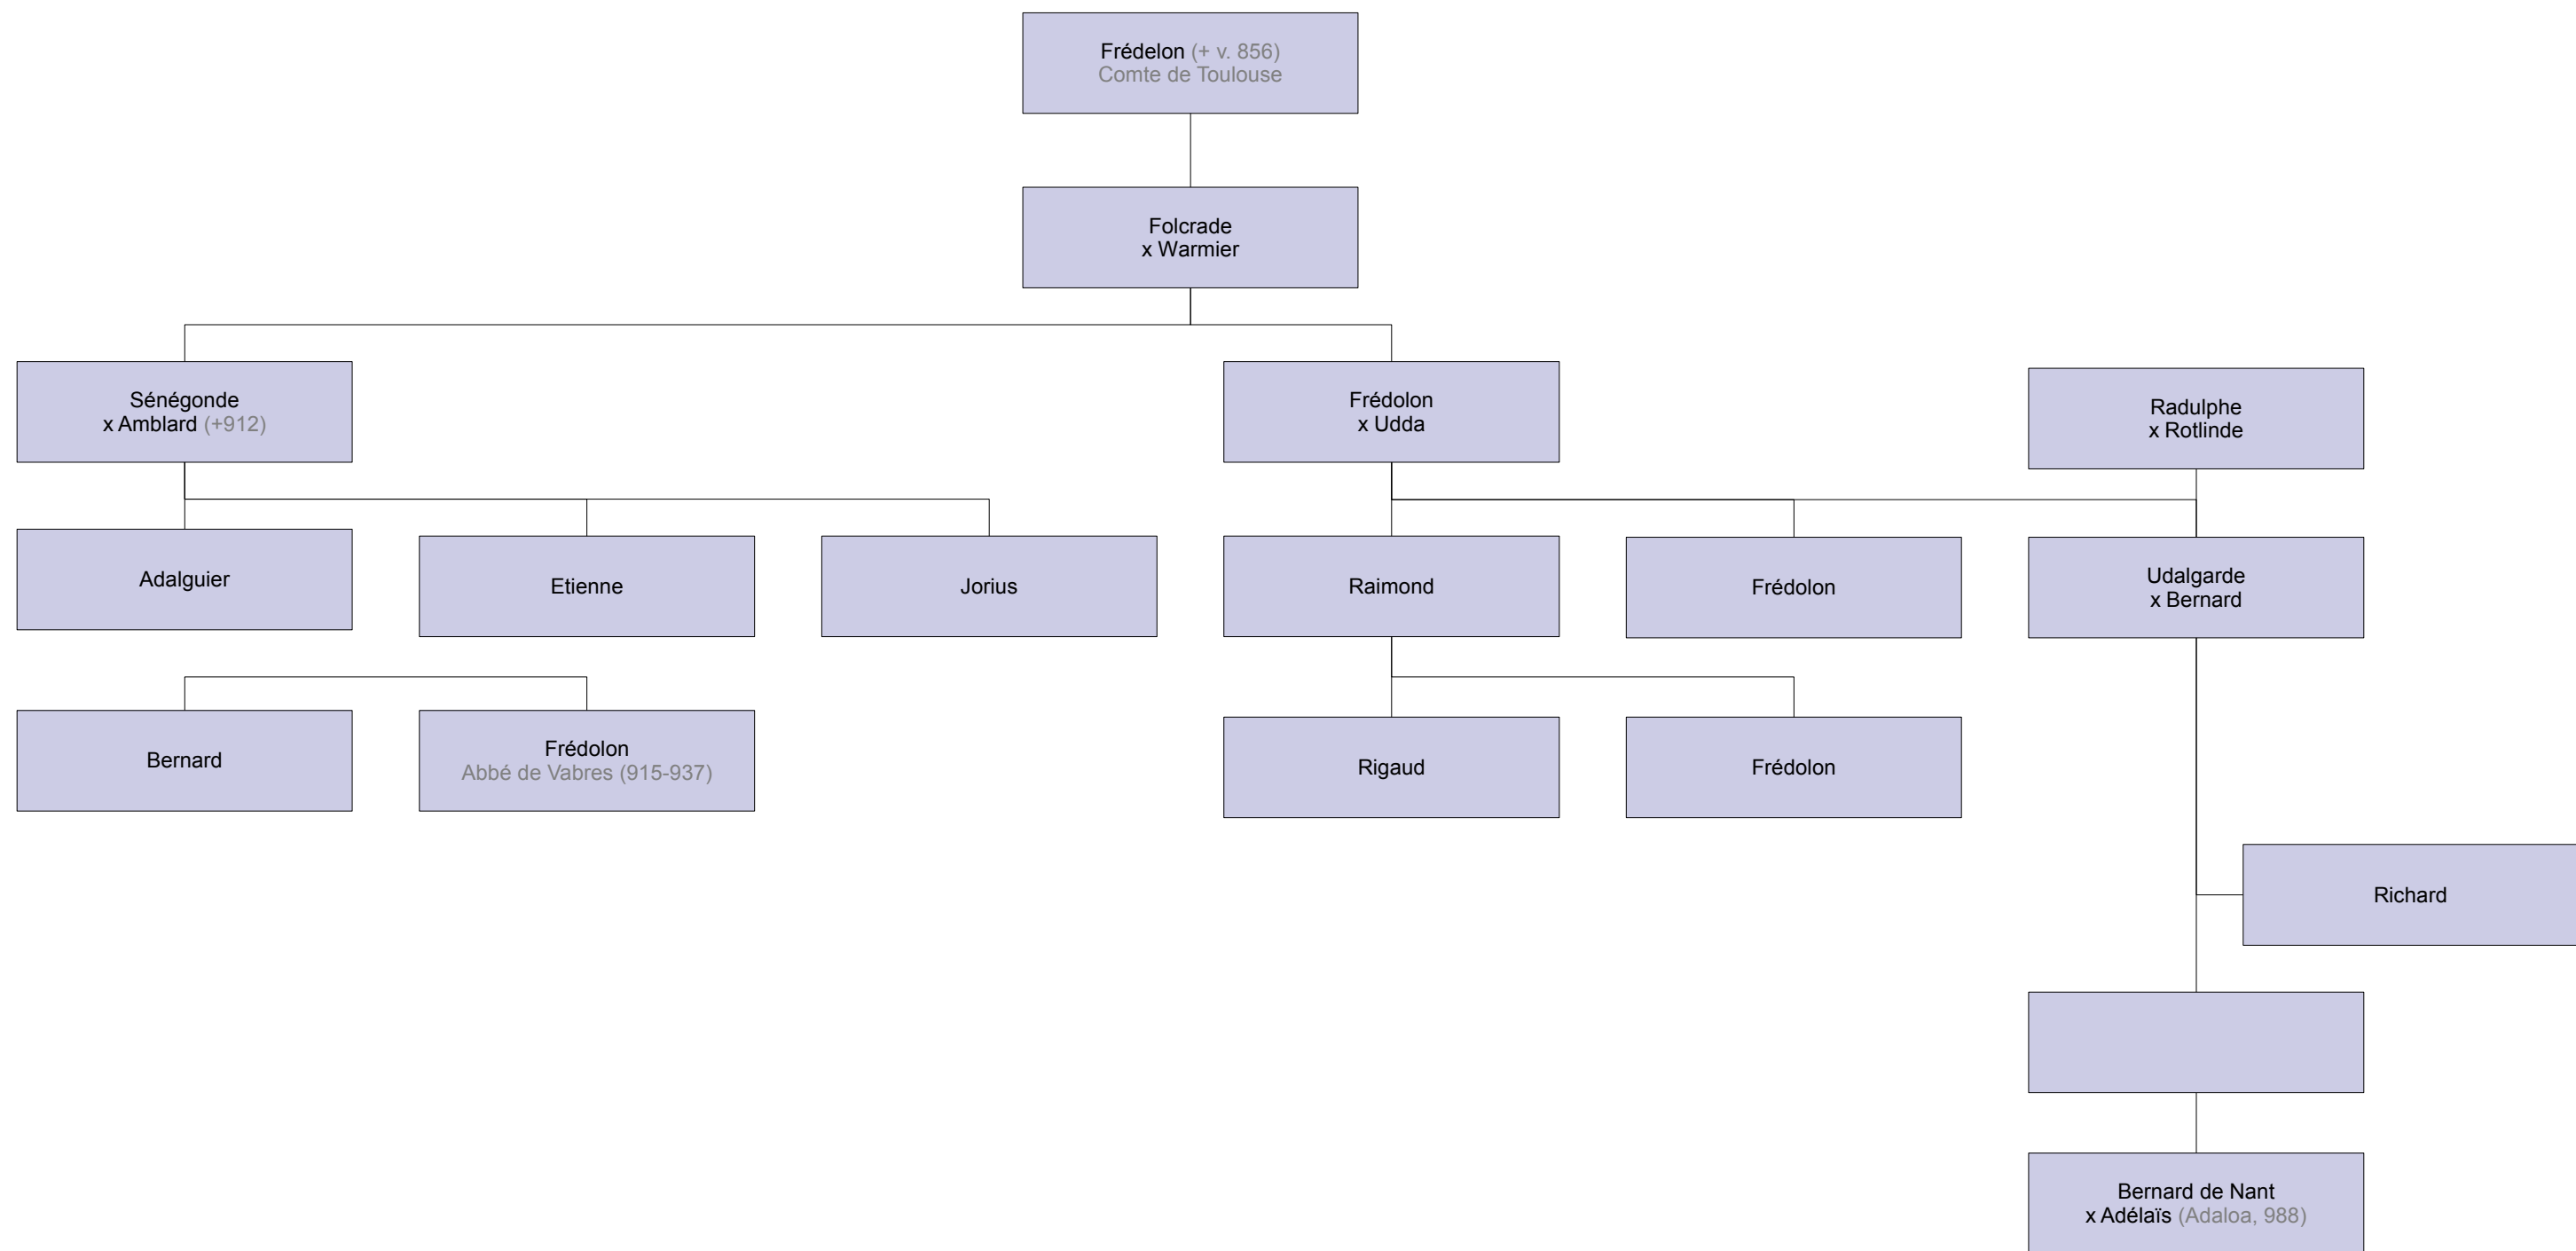 Frédelon (+ v. 856)
Comte de Toulouse
Folcrade
x Warmier
Sénégonde
x Amblard (+912)
Frédolon
x Udda
Radulphe
x Rotlinde
Adalguier
Etienne
Jorius
Raimond
Frédolon
Udalgarde
x Bernard
Bernard
Frédolon
Abbé de Vabres (915-937)
Rigaud
Frédolon
Richard
Bernard de Nant
x Adélaïs (Adaloa, 988)